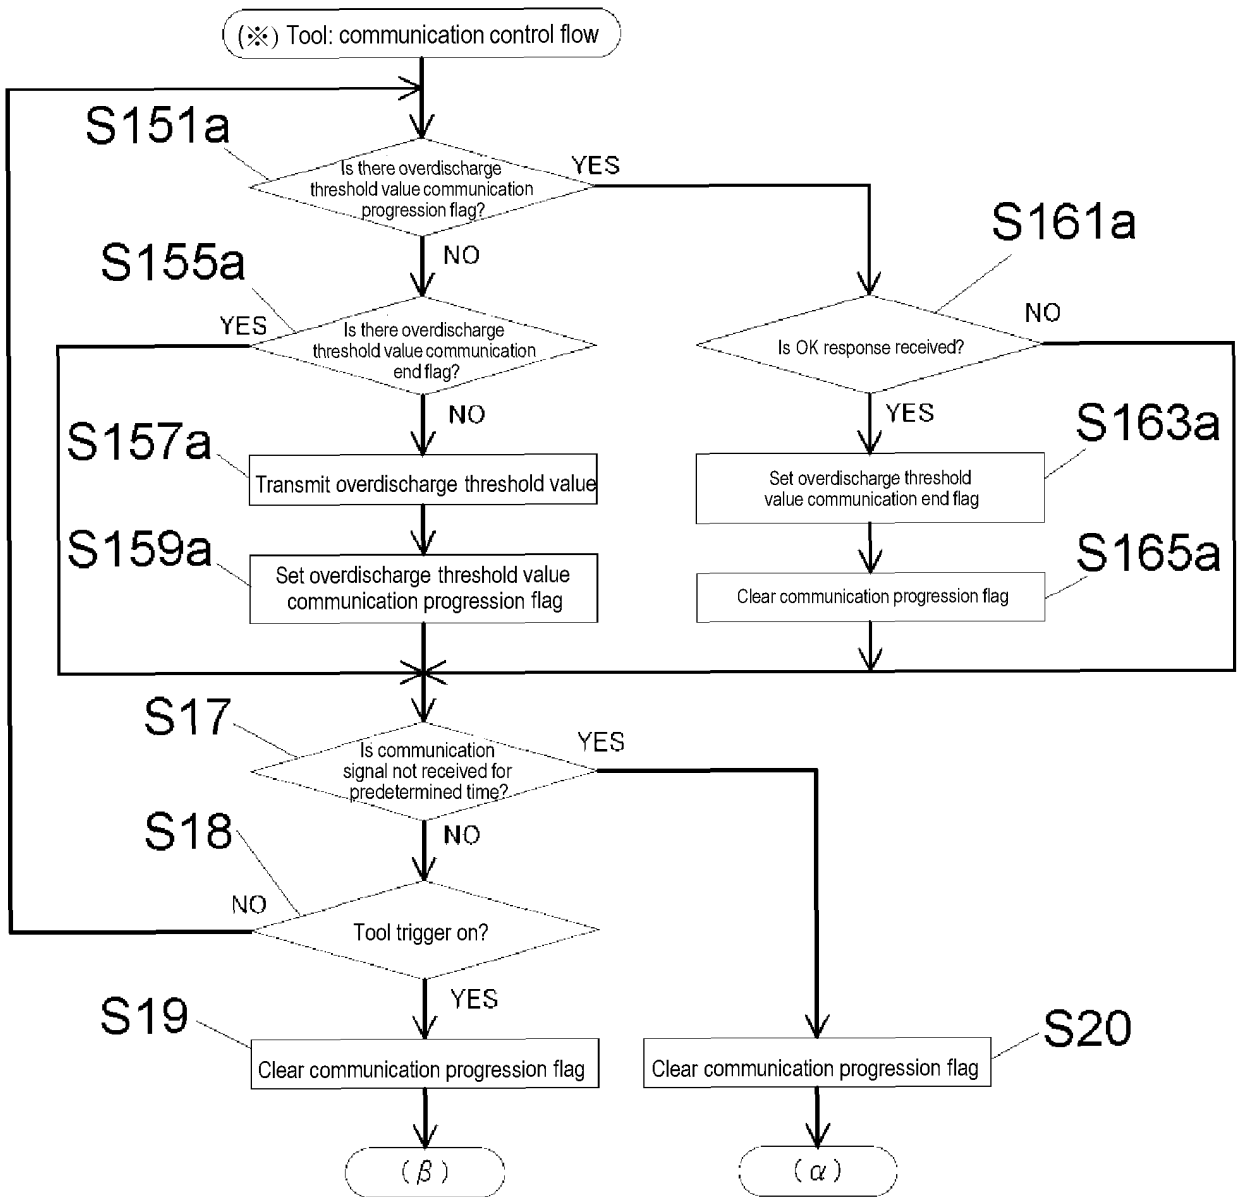 (※) Tool: communication control flow
S151a
Is there overdischarge
threshold value communication
progression flag?
YES
NO
S155a
YES
Is there overdischarge
threshold value communication
end flag?
NO
S161a
Is OK response received?
NO
YES
S157a
Transmit overdischarge threshold value
S163a
Set overdischarge threshold
value communication end flag
S159a
Set overdischarge threshold value
communication progression flag
S165a
Clear communication progression flag
S17
Is communication
signal not received for
predetermined time?
YES
NO
S18
NO
Tool trigger on?
YES
S19
Clear communication progression flag
S20
Clear communication progression flag
(β)
(α)